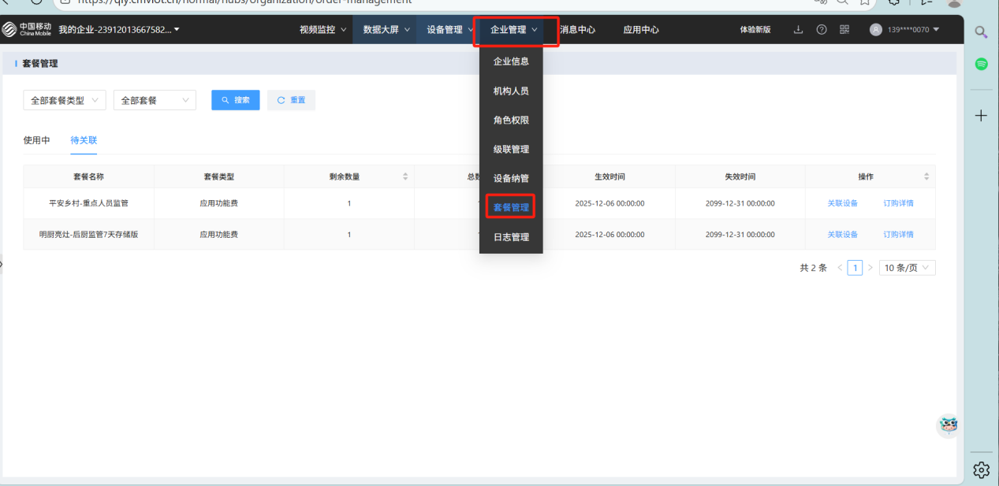 https://qly.cmviot.cn/normal/hubs/organization/order-management
中国移动 China Mobile 我的企业-23912013667582... 视频监控 数据大屏 设备管理 企业管理 消息中心 应用中心 体验新版 139****0070
套餐管理
企业信息
机构人员
角色权限
级联管理
设备纳管
套餐管理
日志管理
全部套餐类型 全部套餐 搜索 重置
使用中 待关联
套餐名称 套餐类型 剩余数量 总数 生效时间 失效时间 操作
平安乡村-重点人员监管 应用功能费 1 2025-12-06 00:00:00 2099-12-31 00:00:00 关联设备 订购详情
明厨亮灶-后厨监管7天存储版 应用功能费 1 2025-12-06 00:00:00 2099-12-31 00:00:00 关联设备 订购详情
共 2 条 1 10 条/页